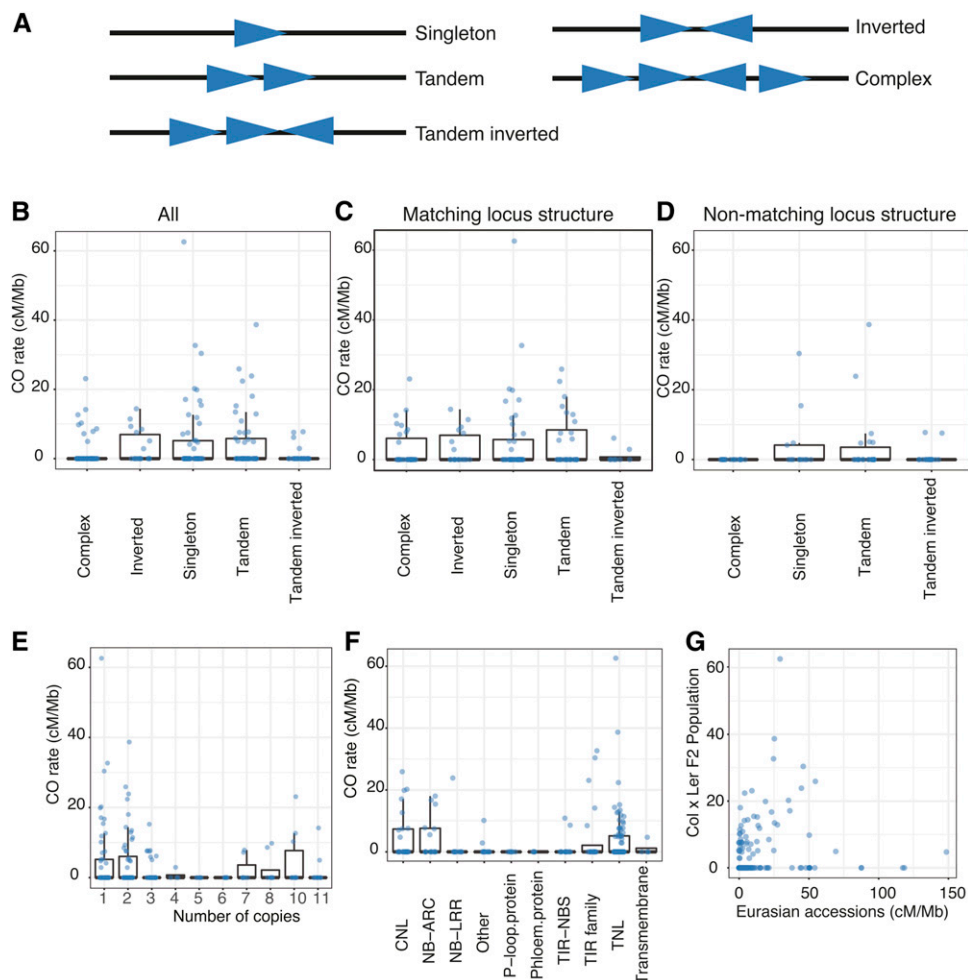 A
Singleton
Tandem
Tandem inverted
Inverted
Complex
B
All
CO rate (cM/Mb)
60
40
20
0
Complex
Inverted
Singleton
Tandem
Tandem inverted
C
Matching locus structure
CO rate (cM/Mb)
60
40
20
0
Complex
Inverted
Singleton
Tandem
Tandem inverted
D
Non-matching locus structure
CO rate (cM/Mb)
60
40
20
0
Complex
Singleton
Tandem
Tandem inverted
E
CO rate (cM/Mb)
60
40
20
0
1 2 3 4 5 6 7 8 10 11
Number of copies
F
CO rate (cM/Mb)
60
40
20
0
CNL
NB−ARC
NB−LRR
Other
P−loop.protein
Phloem.protein
TIR−NBS
TIR family
TNL
Transmembrane
G
Col x Ler F2 Population
60
40
20
0
0 50 100 150
Eurasian accessions (cM/Mb)